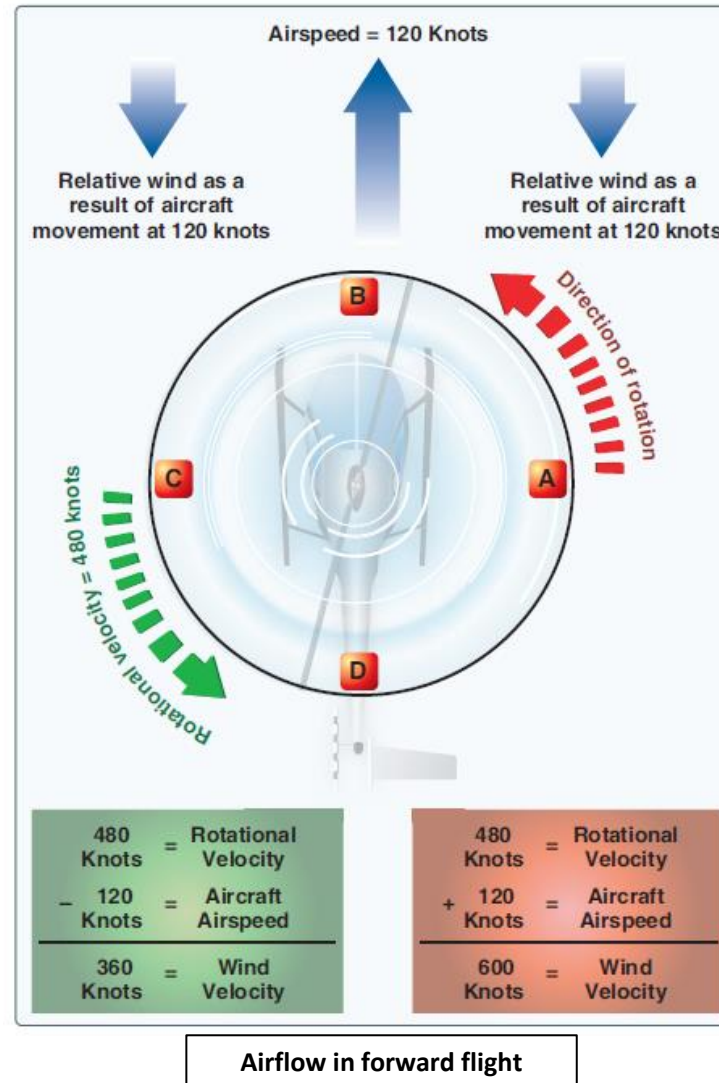 Airspeed = 120 Knots
Relative wind as a
result of aircraft
movement at 120 knots
Relative wind as a
result of aircraft
movement at 120 knots
B
Direction of rotation
C
A
Rotational velocity = 480 knots
D
480 Knots = Rotational Velocity
– 120 Knots = Aircraft Airspeed
360 Knots = Wind Velocity
480 Knots = Rotational Velocity
+ 120 Knots = Aircraft Airspeed
600 Knots = Wind Velocity
Airflow in forward flight